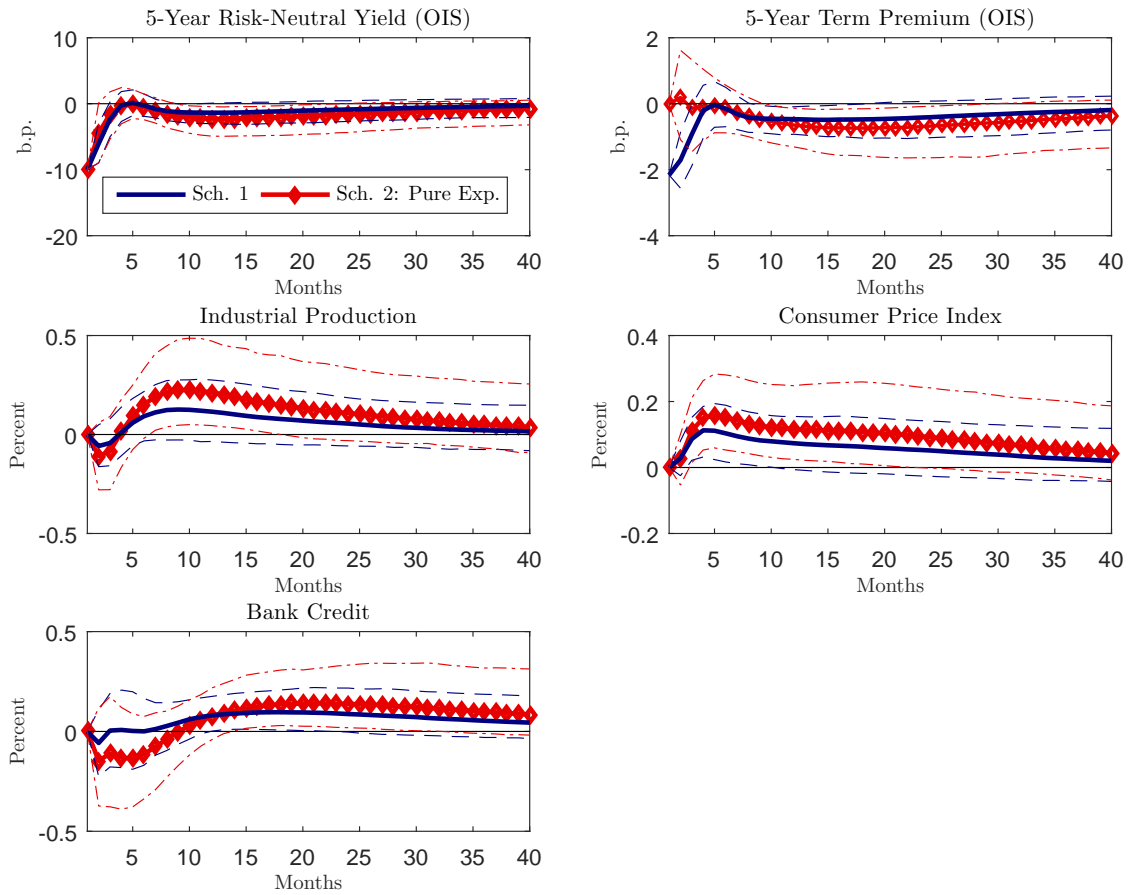 5-Year Risk-Neutral Yield (OIS)
10
0
-10
-20
b.p.
Sch. 1
Sch. 2: Pure Exp.
5 10 15 20 25 30 35 40
Months
5-Year Term Premium (OIS)
2
0
-2
-4
b.p.
5 10 15 20 25 30 35 40
Months
Industrial Production
0.5
0
-0.5
Percent
5 10 15 20 25 30 35 40
Months
Consumer Price Index
0.4
0.2
0
-0.2
Percent
5 10 15 20 25 30 35 40
Months
Bank Credit
0.5
0
-0.5
Percent
5 10 15 20 25 30 35 40
Months